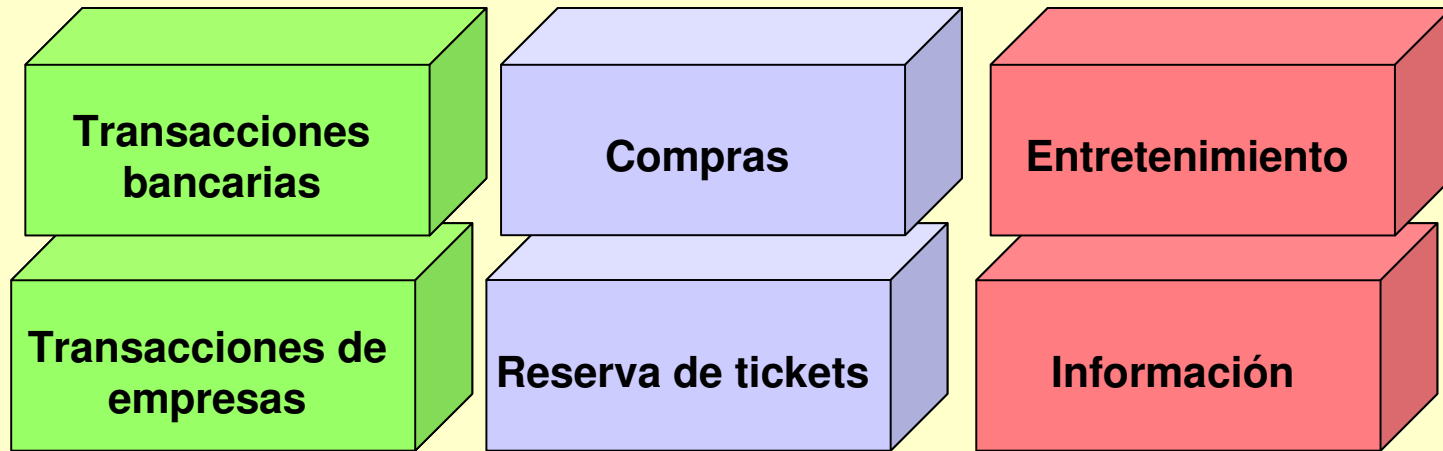 Transacciones
bancarias
Compras
Entretenimiento
Transacciones de
empresas
Reserva de tickets
Información